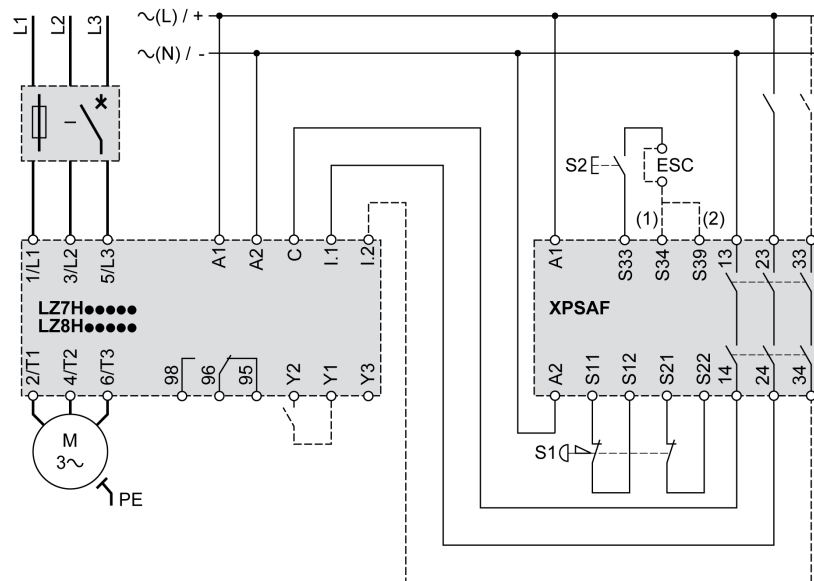 L1 L2 L3
~(L) / +
~(N) / -
S2 ESC
(1) (2)
1/L1 3/L2 5/L3 A1 A2 C I.1 I.2
A1 S33 S34 S39 13 23 33
LZ7H●●●●●
LZ8H●●●●●
XPSAF
2/T1 4/T2 6/T3 98 96 95 Y2 Y1 Y3
A2 S11 S12 S21 S22 14 24 34
M
3~
S1
PE